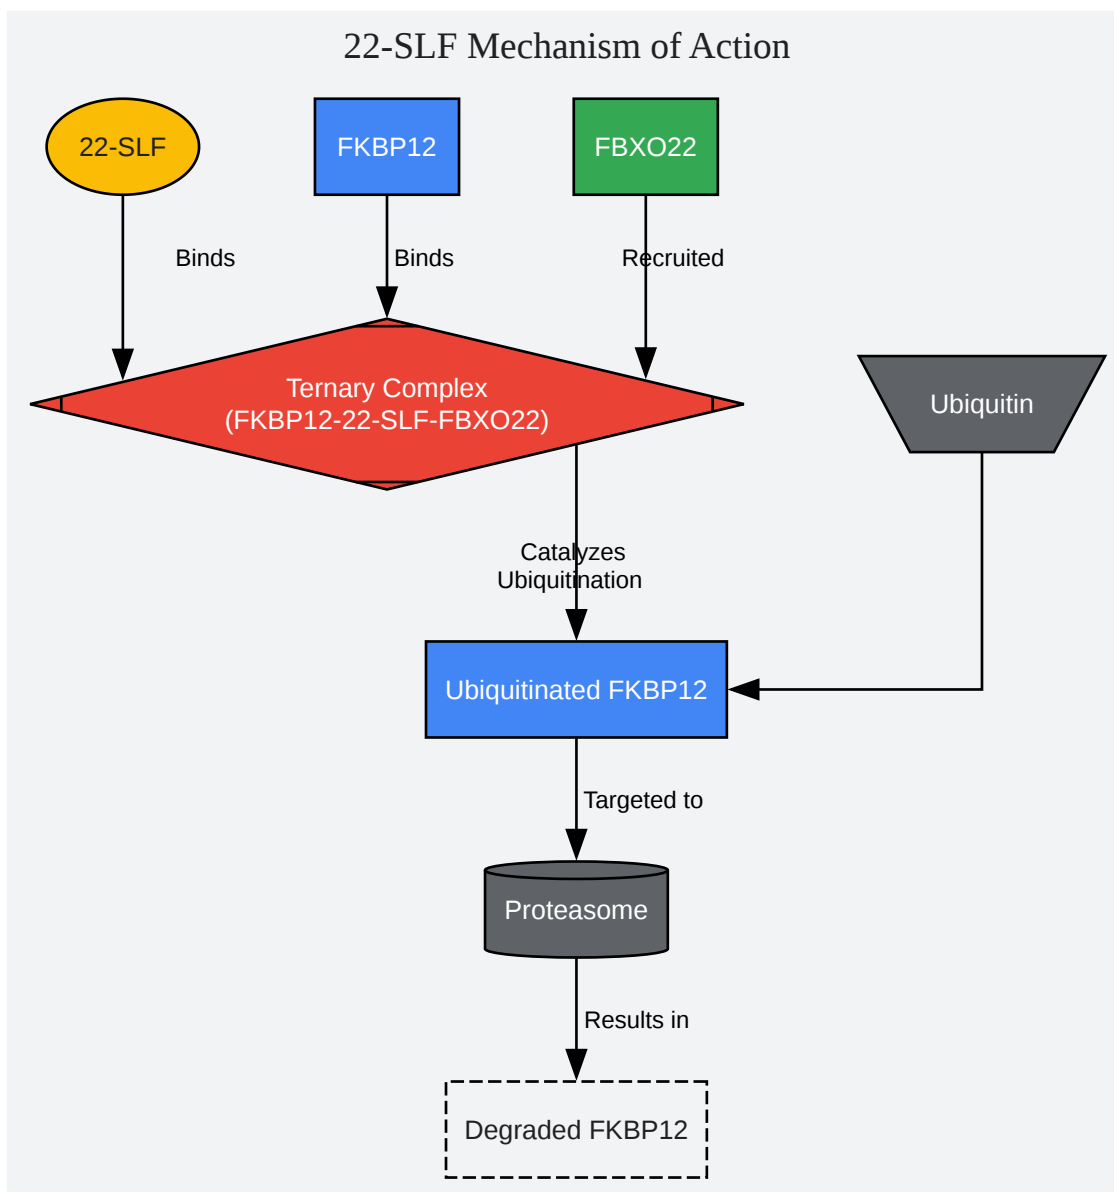 22-SLF Mechanism of Action
22-SLF
FKBP12
FBXO22
Binds
Binds
Recruited
Ternary Complex
(FKBP12-22-SLF-FBXO22)
Ubiquitin
Catalyzes
Ubiquitination
Ubiquitinated FKBP12
Targeted to
Proteasome
Results in
Degraded FKBP12